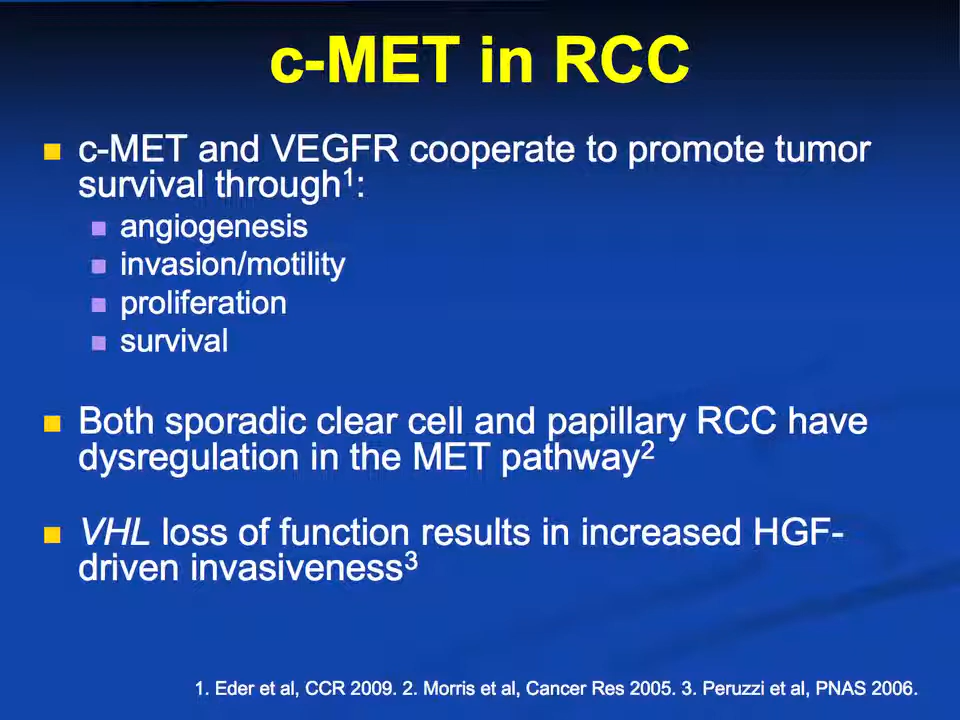 c-MET in RCC
c-MET and VEGFR cooperate to promote tumor
survival through1:
angiogenesis
invasion/motility
proliferation
survival
Both sporadic clear cell and papillary RCC have
dysregulation in the MET pathway2
VHL loss of function results in increased HGF-
driven invasiveness3
1. Eder et al, CCR 2009. 2. Morris et al, Cancer Res 2005. 3. Peruzzi et al, PNAS 2006.